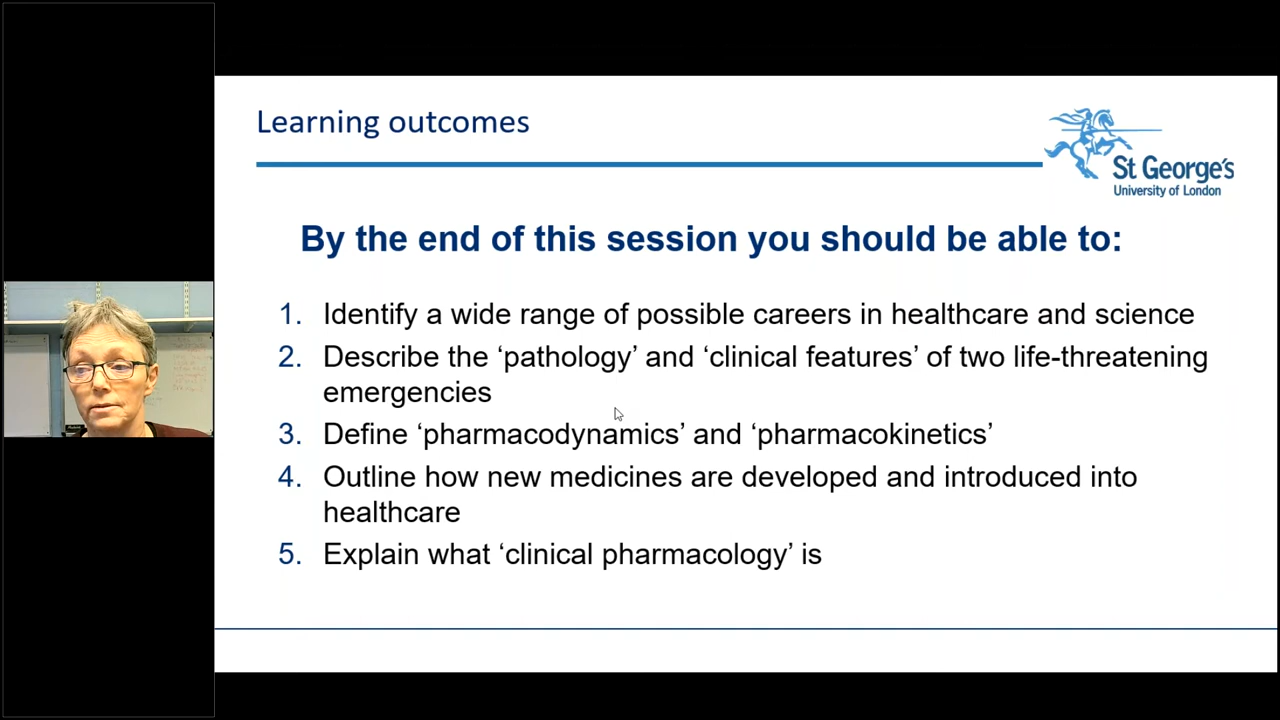 Learning outcomes
St George's
University of London
By the end of this session you should be able to:
1. Identify a wide range of possible careers in healthcare and science
2. Describe the ‘pathology’ and ‘clinical features’ of two life-threatening
emergencies
3. Define ‘pharmacodynamics’ and ‘pharmacokinetics’
4. Outline how new medicines are developed and introduced into
healthcare
5. Explain what ‘clinical pharmacology’ is